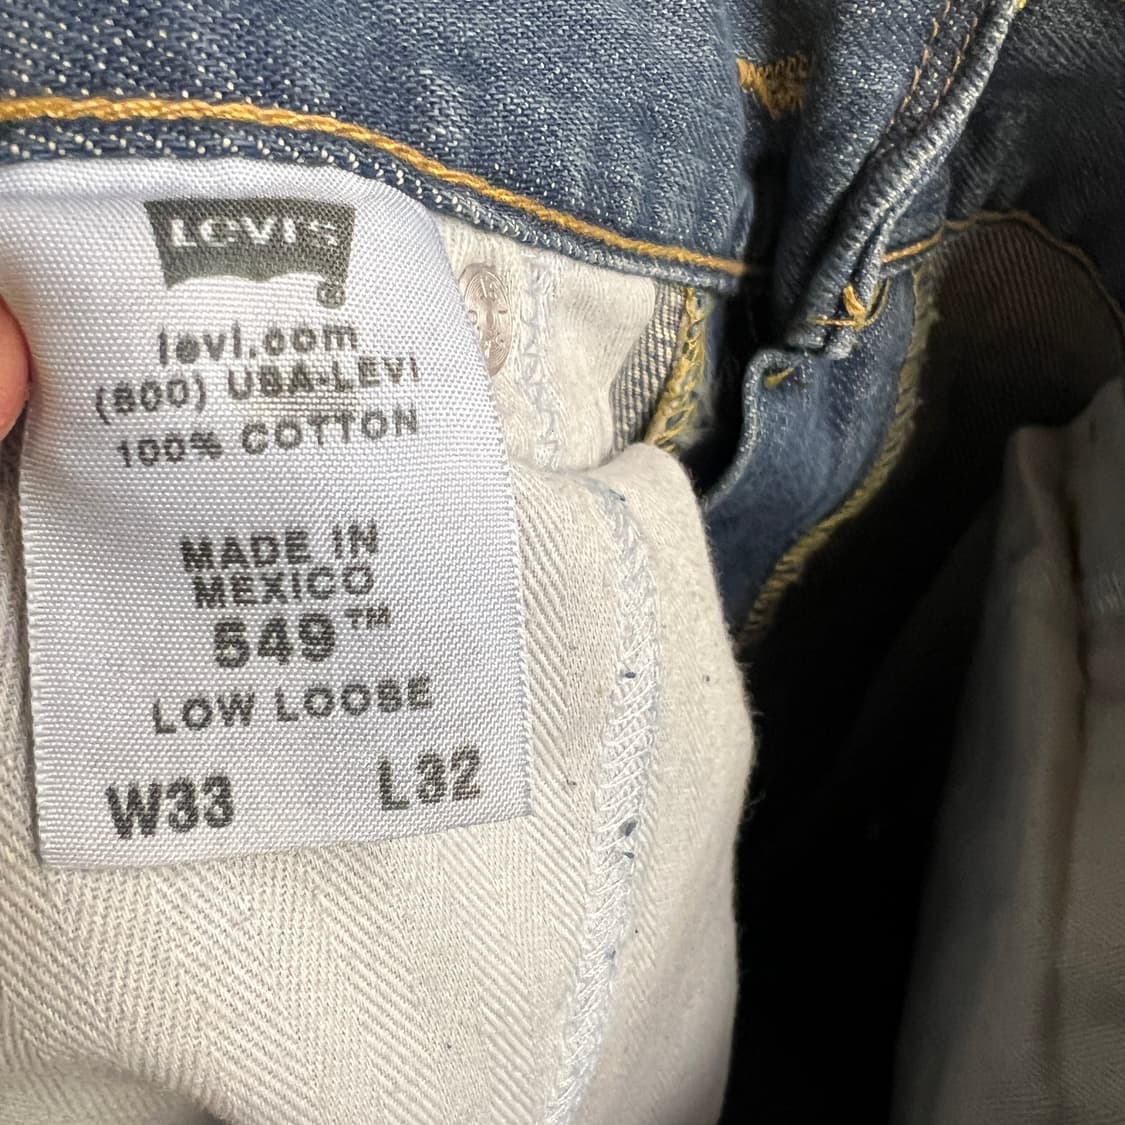 LEVI'S
®
levi.com
(800) USA-LEVI
100% COTTON
MADE IN
MEXICO
549™
LOW LOOSE
W33 L32